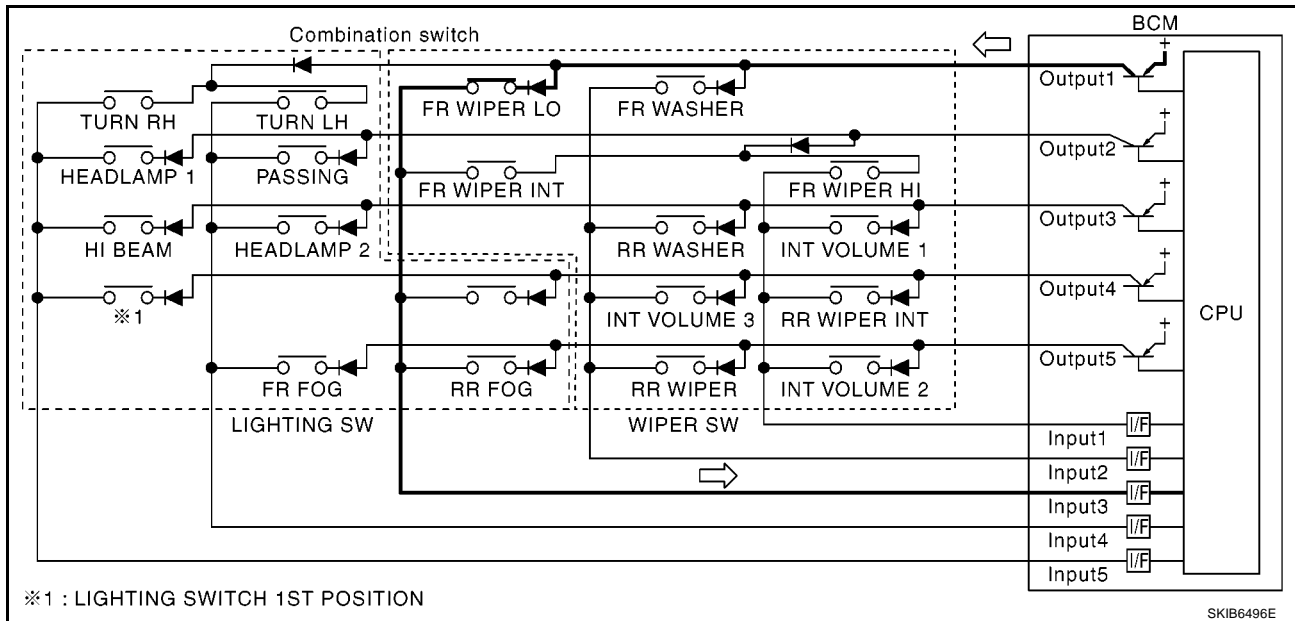 Combination switch
BCM
Output1
FR WIPER LO
FR WASHER
TURN RH
TURN LH
Output2
HEADLAMP 1
PASSING
FR WIPER INT
FR WIPER HI
Output3
HI BEAM
HEADLAMP 2
RR WASHER
INT VOLUME 1
Output4
CPU
※1
INT VOLUME 3
RR WIPER INT
Output5
FR FOG
RR FOG
RR WIPER
INT VOLUME 2
LIGHTING SW
WIPER SW
I/F
Input1
I/F
Input2
I/F
Input3
I/F
Input4
I/F
Input5
※1 : LIGHTING SWITCH 1ST POSITION
SKIB6496E